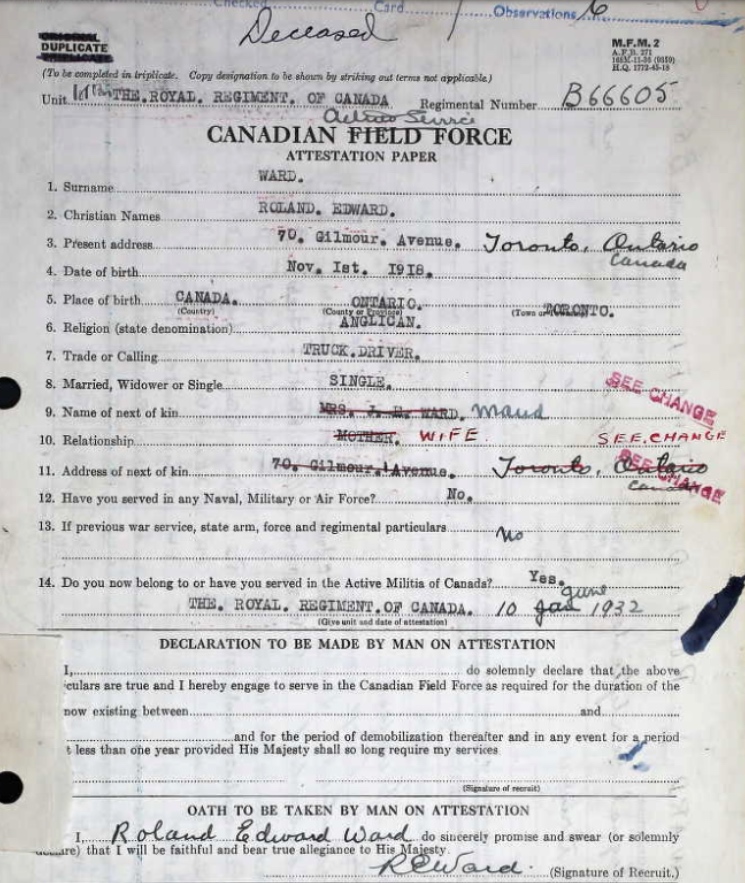 Checked Card Observations 6
Deceased
ORIGINAL
DUPLICATE
TRIPLICATE
M.F.M. 2
A.F.B. 271
H.Q. 1772-45-18
(To be completed in triplicate. Copy designation to be shown by striking out terms not applicable.)
Unit THE.ROYAL. REGIMENT. OF CANADA Regimental Number B66605
Active Service
CANADIAN FIELD FORCE
ATTESTATION PAPER
1. Surname WARD.
2. Christian Names ROLAND. EDWARD.
3. Present address 70. Gilmour. Avenue. Toronto, Ontario
Canada
4. Date of birth Nov. 1st. 1918.
5. Place of birth CANADA. ONTARIO. TORONTO.
(Country) (County or Province) (Town or
6. Religion (state denomination) ANGLICAN.
7. Trade or Calling TRUCK.DRIVER.
8. Married, Widower or Single SINGLE.
SEE CHANGE
9. Name of next of kin MRS. J. WARD. Maud
10. Relationship MOTHER. WIFE SEE.CHANGE
SEE CHANGE
11. Address of next of kin 70. Gilmour. Avenue. Toronto, Ontario
Canada
12. Have you served in any Naval, Military or Air Force? No.
13. If previous war service, state arm, force and regimental particulars No
14. Do you now belong to or have you served in the Active Militia of Canada? Yes.
June
THE. ROYAL. REGIMENT.OF CANADA. 10 Jan 1932
(Give unit and date of attestation)
DECLARATION TO BE MADE BY MAN ON ATTESTATION
I, do solemnly declare that the above
culars are true and I hereby engage to serve in the Canadian Field Force as required for the duration of the
now existing between and
and for the period of demobilization thereafter and in any event for a period
t less than one year provided His Majesty shall so long require my services
(Signature of recruit)
OATH TO BE TAKEN BY MAN ON ATTESTATION
I, Roland Edward Ward do sincerely promise and swear (or solemnly
) that I will be faithful and bear true allegiance to His Majesty.
R E Ward. (Signature of Recruit.)